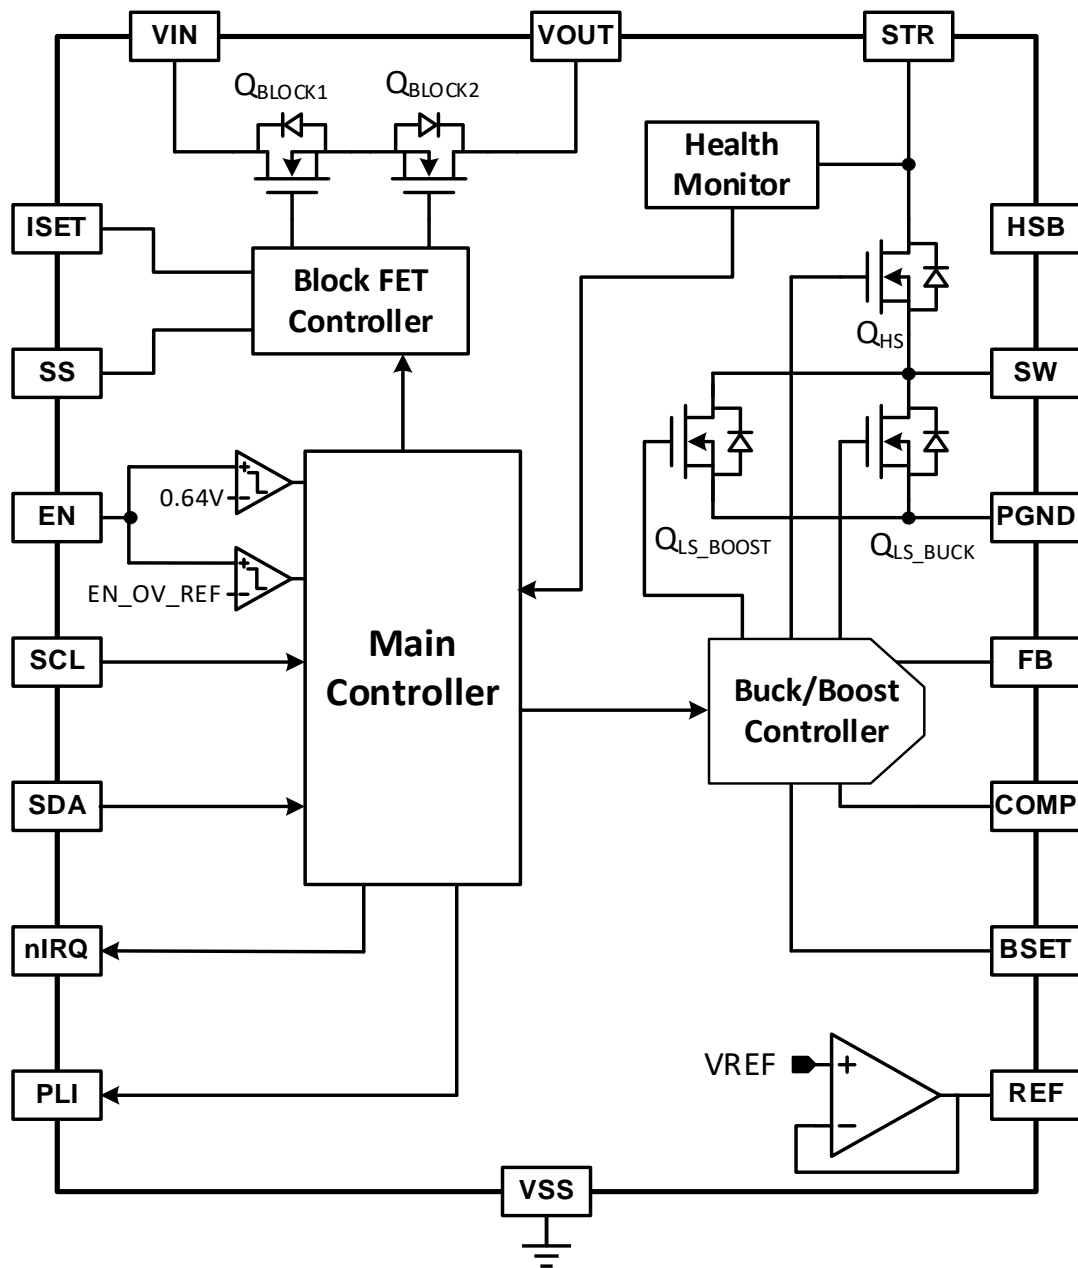 VIN
VOUT
STR
QBLOCK1
QBLOCK2
Health
Monitor
ISET
HSB
Block FET
Controller
QHS
SS
SW
0.64V
EN
PGND
QLS_BOOST
QLS_BUCK
EN_OV_REF
Main
Controller
SCL
FB
Buck/Boost
Controller
SDA
COMP
nIRQ
BSET
VREF
+
−
PLI
REF
VSS